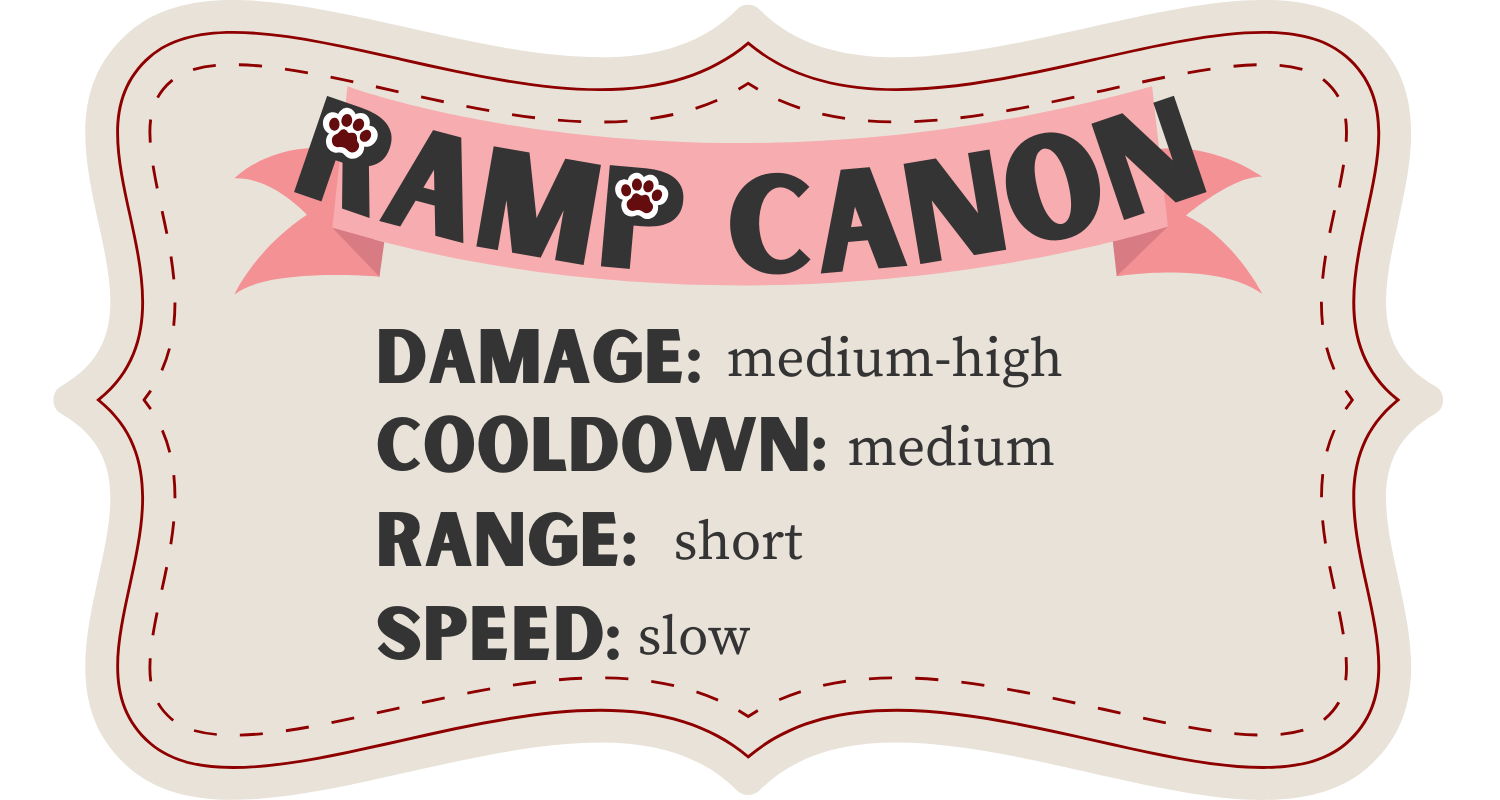 RAMP CANON
DAMAGE: medium-high
COOLDOWN: medium
RANGE: short
SPEED: slow